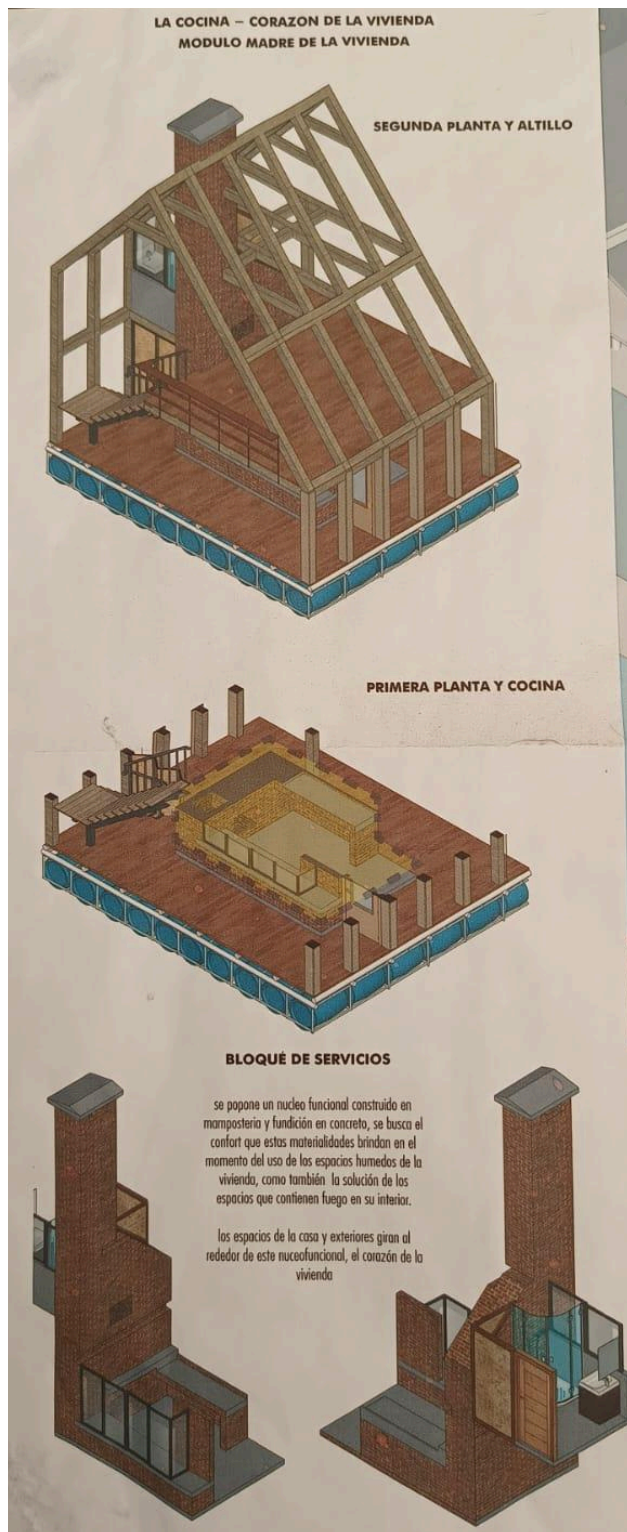 LA COCINA – CORAZON DE LA VIVIENDA
MODULO MADRE DE LA VIVIENDA
SEGUNDA PLANTA Y ALTILLO
PRIMERA PLANTA Y COCINA
BLOQUÉ DE SERVICIOS
se popone un nucleo funcional construido en
mamposteria y fundición en concreto, se busca el
confort que estas materialidades brindan en el
momento del uso de los espacios humedos de la
vivienda, como también la solución de los
espacios que contienen fuego en su interior.
los espacios de la casa y exteriores giran al
rededor de este nuceofuncional, el corazón de la
vivienda